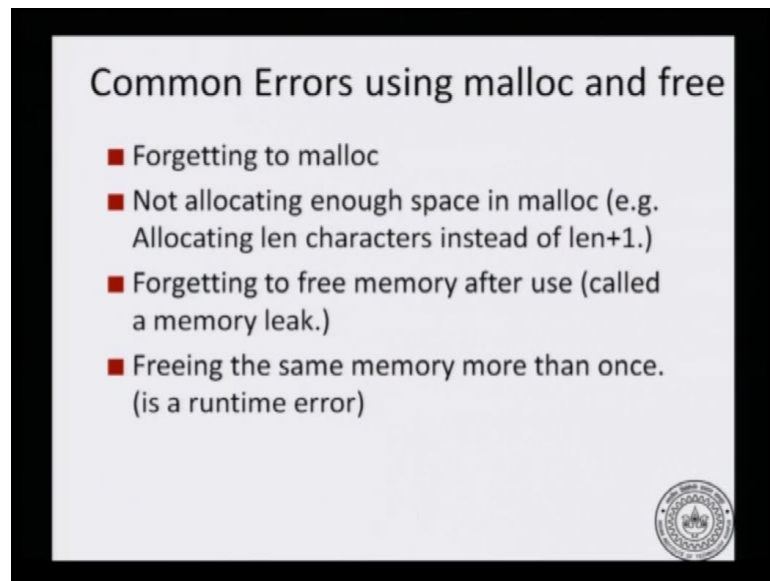 Common Errors using malloc and free
■ Forgetting to malloc
■ Not allocating enough space in malloc (e.g.
Allocating len characters instead of len+1.)
■ Forgetting to free memory after use (called
a memory leak.)
■ Freeing the same memory more than once.
(is a runtime error)